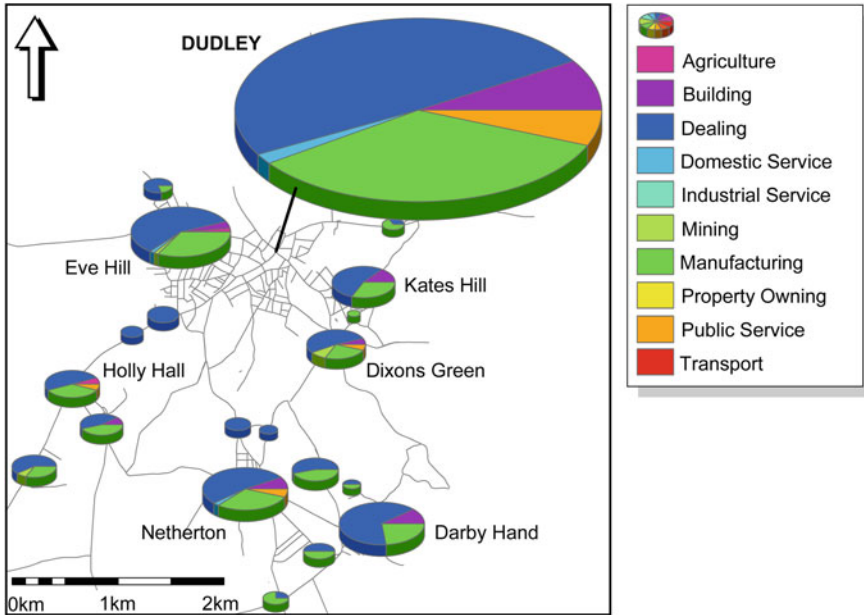 DUDLEY
Eve Hill
Kates Hill
Holly Hall
Dixons Green
Netherton
Darby Hand
0km 1km 2km
Agriculture
Building
Dealing
Domestic Service
Industrial Service
Mining
Manufacturing
Property Owning
Public Service
Transport